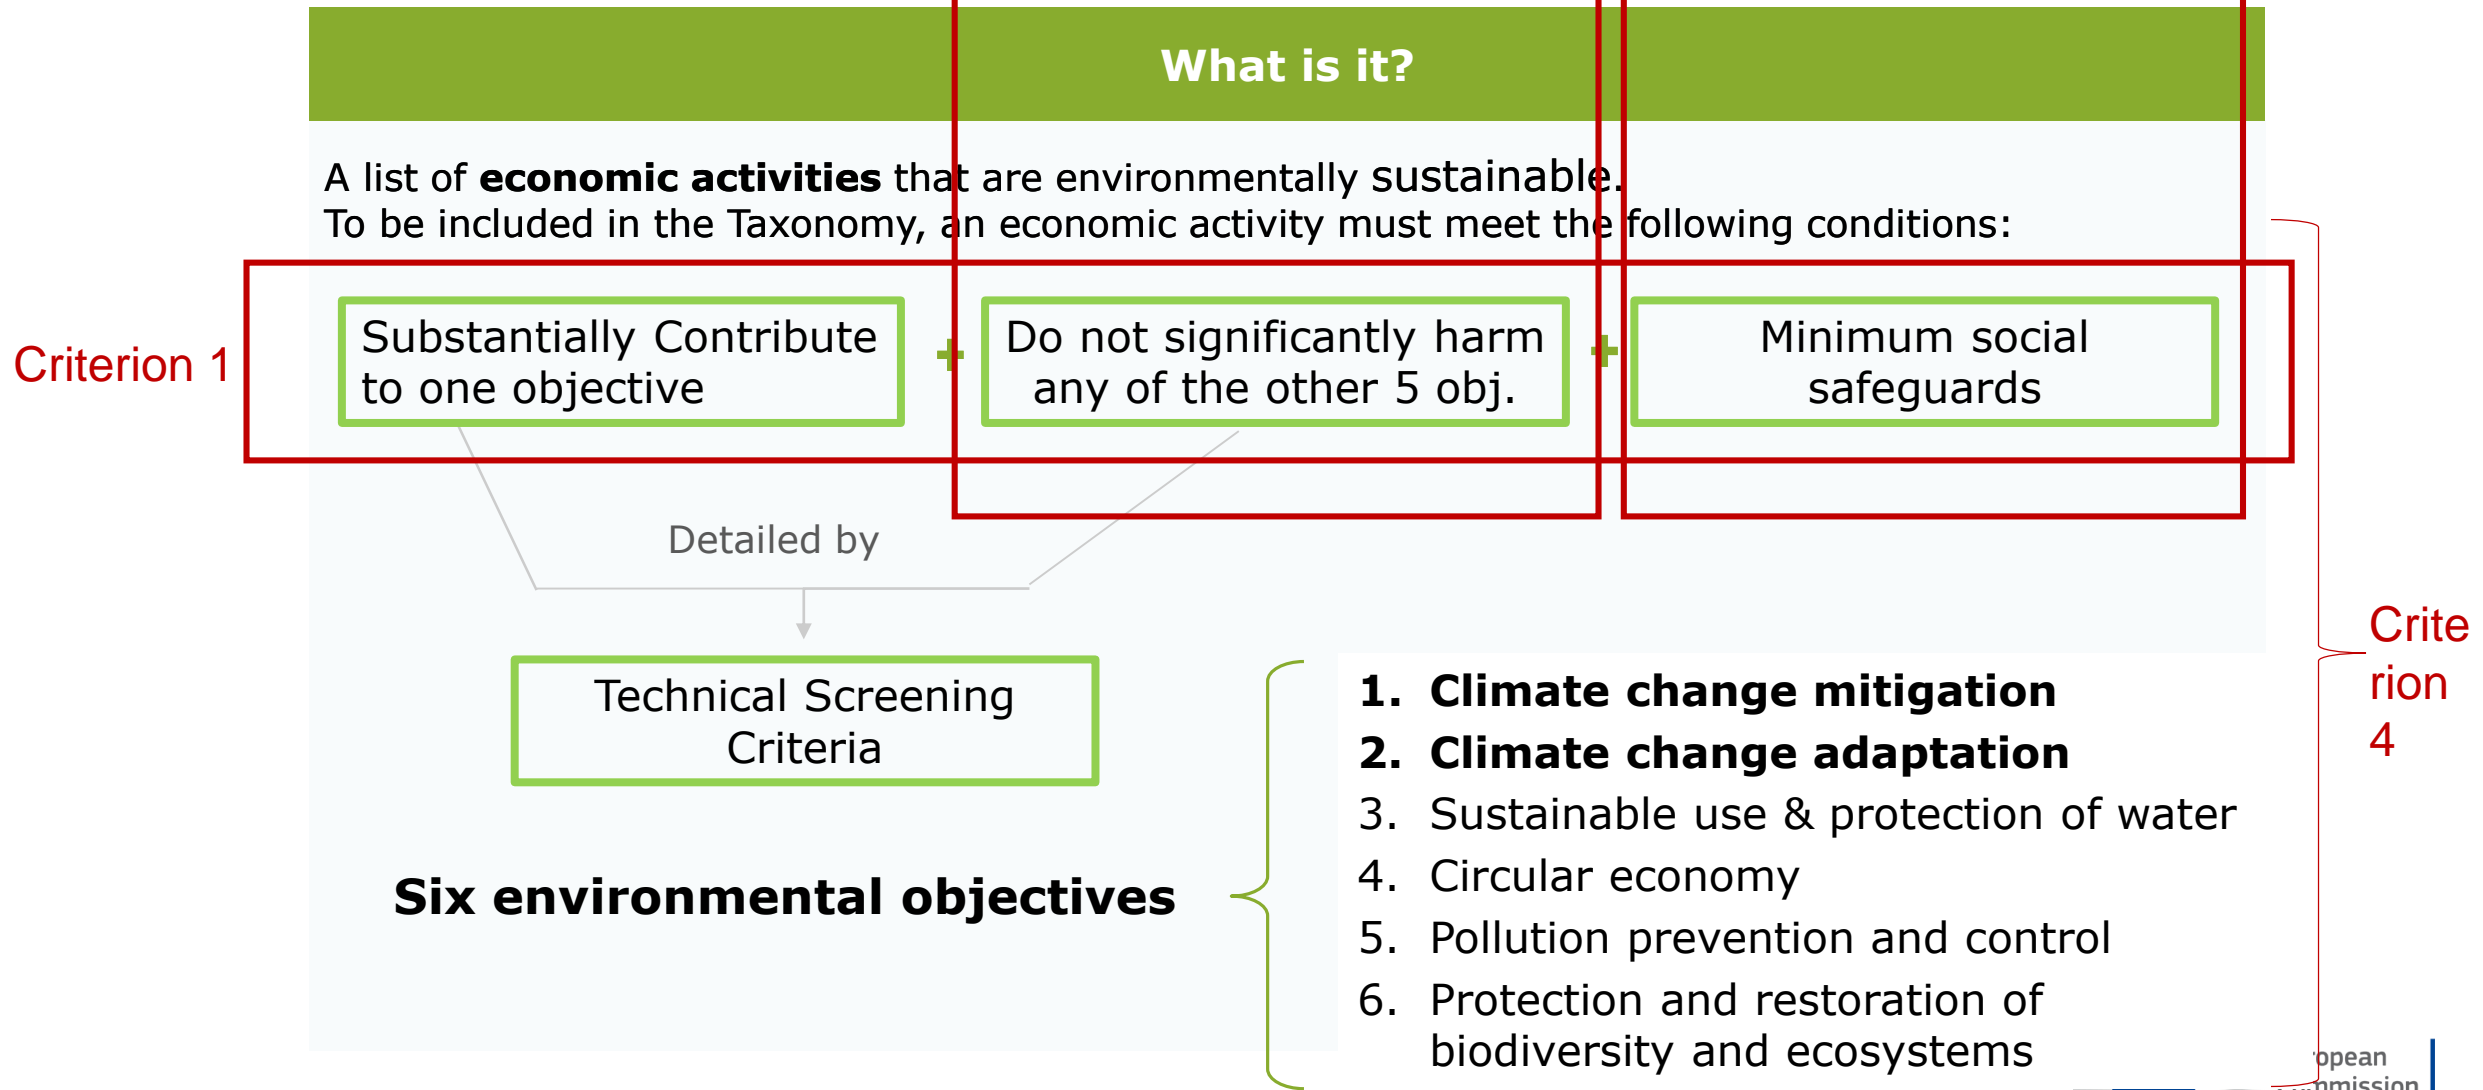 What is it?
A list of economic activities that are environmentally sustainable.
To be included in the Taxonomy, an economic activity must meet the following conditions:
Criterion 1
Substantially Contribute
to one objective
+
Do not significantly harm
any of the other 5 obj.
+
Minimum social
safeguards
Detailed by
Technical Screening
Criteria
Six environmental objectives
1. Climate change mitigation
2. Climate change adaptation
3. Sustainable use & protection of water
4. Circular economy
5. Pollution prevention and control
6. Protection and restoration of
biodiversity and ecosystems
Crite
rion
4
opean
mmission